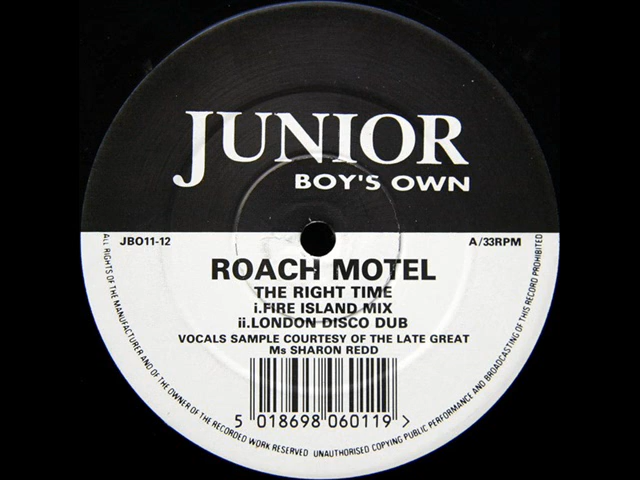 JUNIOR
BOY'S OWN
JBO11-12
A/33RPM
ROACH MOTEL
THE RIGHT TIME
i.FIRE ISLAND MIX
ii.LONDON DISCO DUB
VOCALS SAMPLE COURTESY OF THE LATE GREAT
Ms SHARON REDD
5 018698 060119 >
ALL RIGHTS OF THE MANUFACTURER AND OF THE OWNER OF THE RECORDED WORK RESERVED UNAUTHORISED COPYING PUBLIC PERFORMANCE AND BROADCASTING OF THIS RECORD PROHIBITED